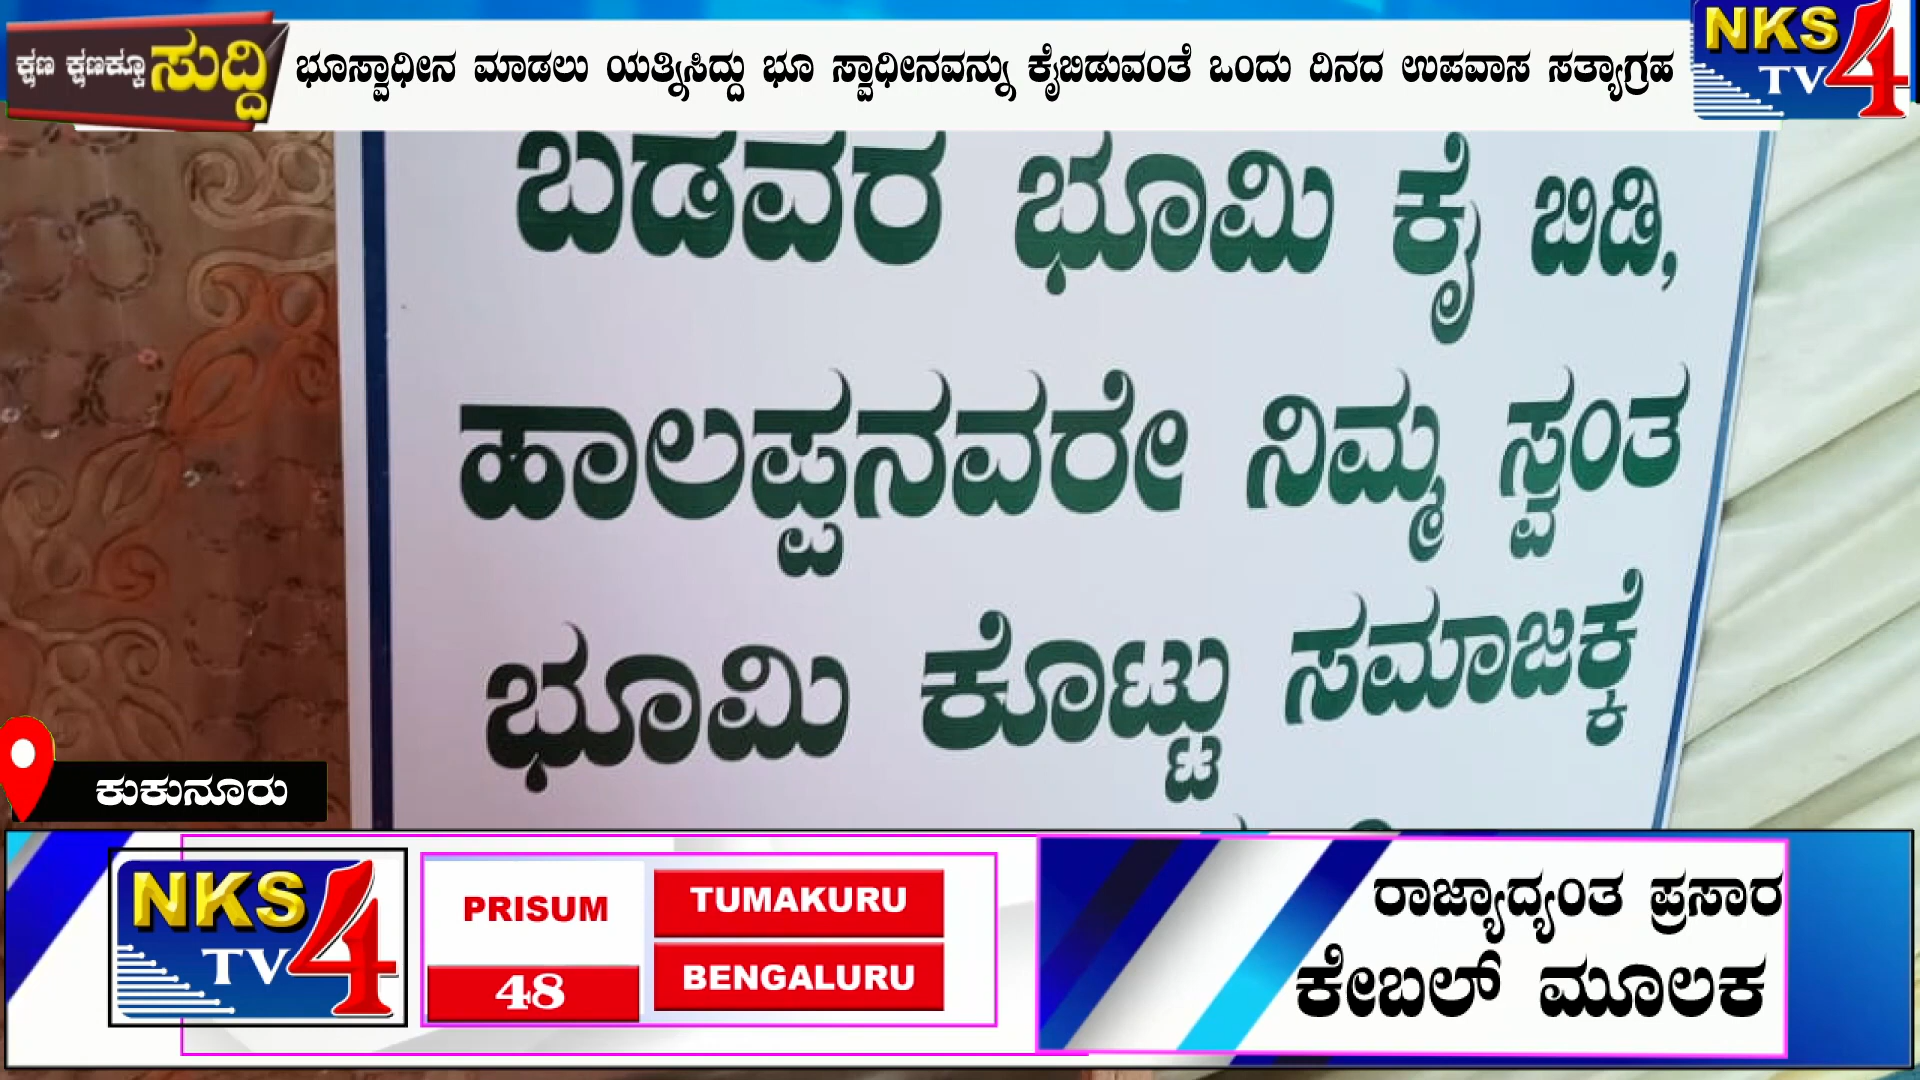 ಕ್ಷಣ ಕ್ಷಣಕ್ಕೂ ಸುದ್ದಿ
ಭೂಸ್ವಾಧೀನ ಮಾಡಲು ಯತ್ನಿಸಿದ್ದು ಭೂ ಸ್ವಾಧೀನವನ್ನು ಕೈಬಿಡುವಂತೆ ಒಂದು ದಿನದ ಉಪವಾಸ ಸತ್ಯಾಗ್ರಹ
NKS
TV 4
ಬಡವರ ಭೂಮಿ ಕೈ ಬಿಡಿ,
ಹಾಲಪ್ಪನವರೇ ನಿಮ್ಮ ಸ್ವಂತ
ಭೂಮಿ ಕೊಟ್ಟು ಸಮಾಜಕ್ಕೆ
ಕುಕುನೂರು
NKS
TV 4
PRISUM
48
TUMAKURU
BENGALURU
ರಾಜ್ಯಾದ್ಯಂತ ಪ್ರಸಾರ
ಕೇಬಲ್ ಮೂಲಕ